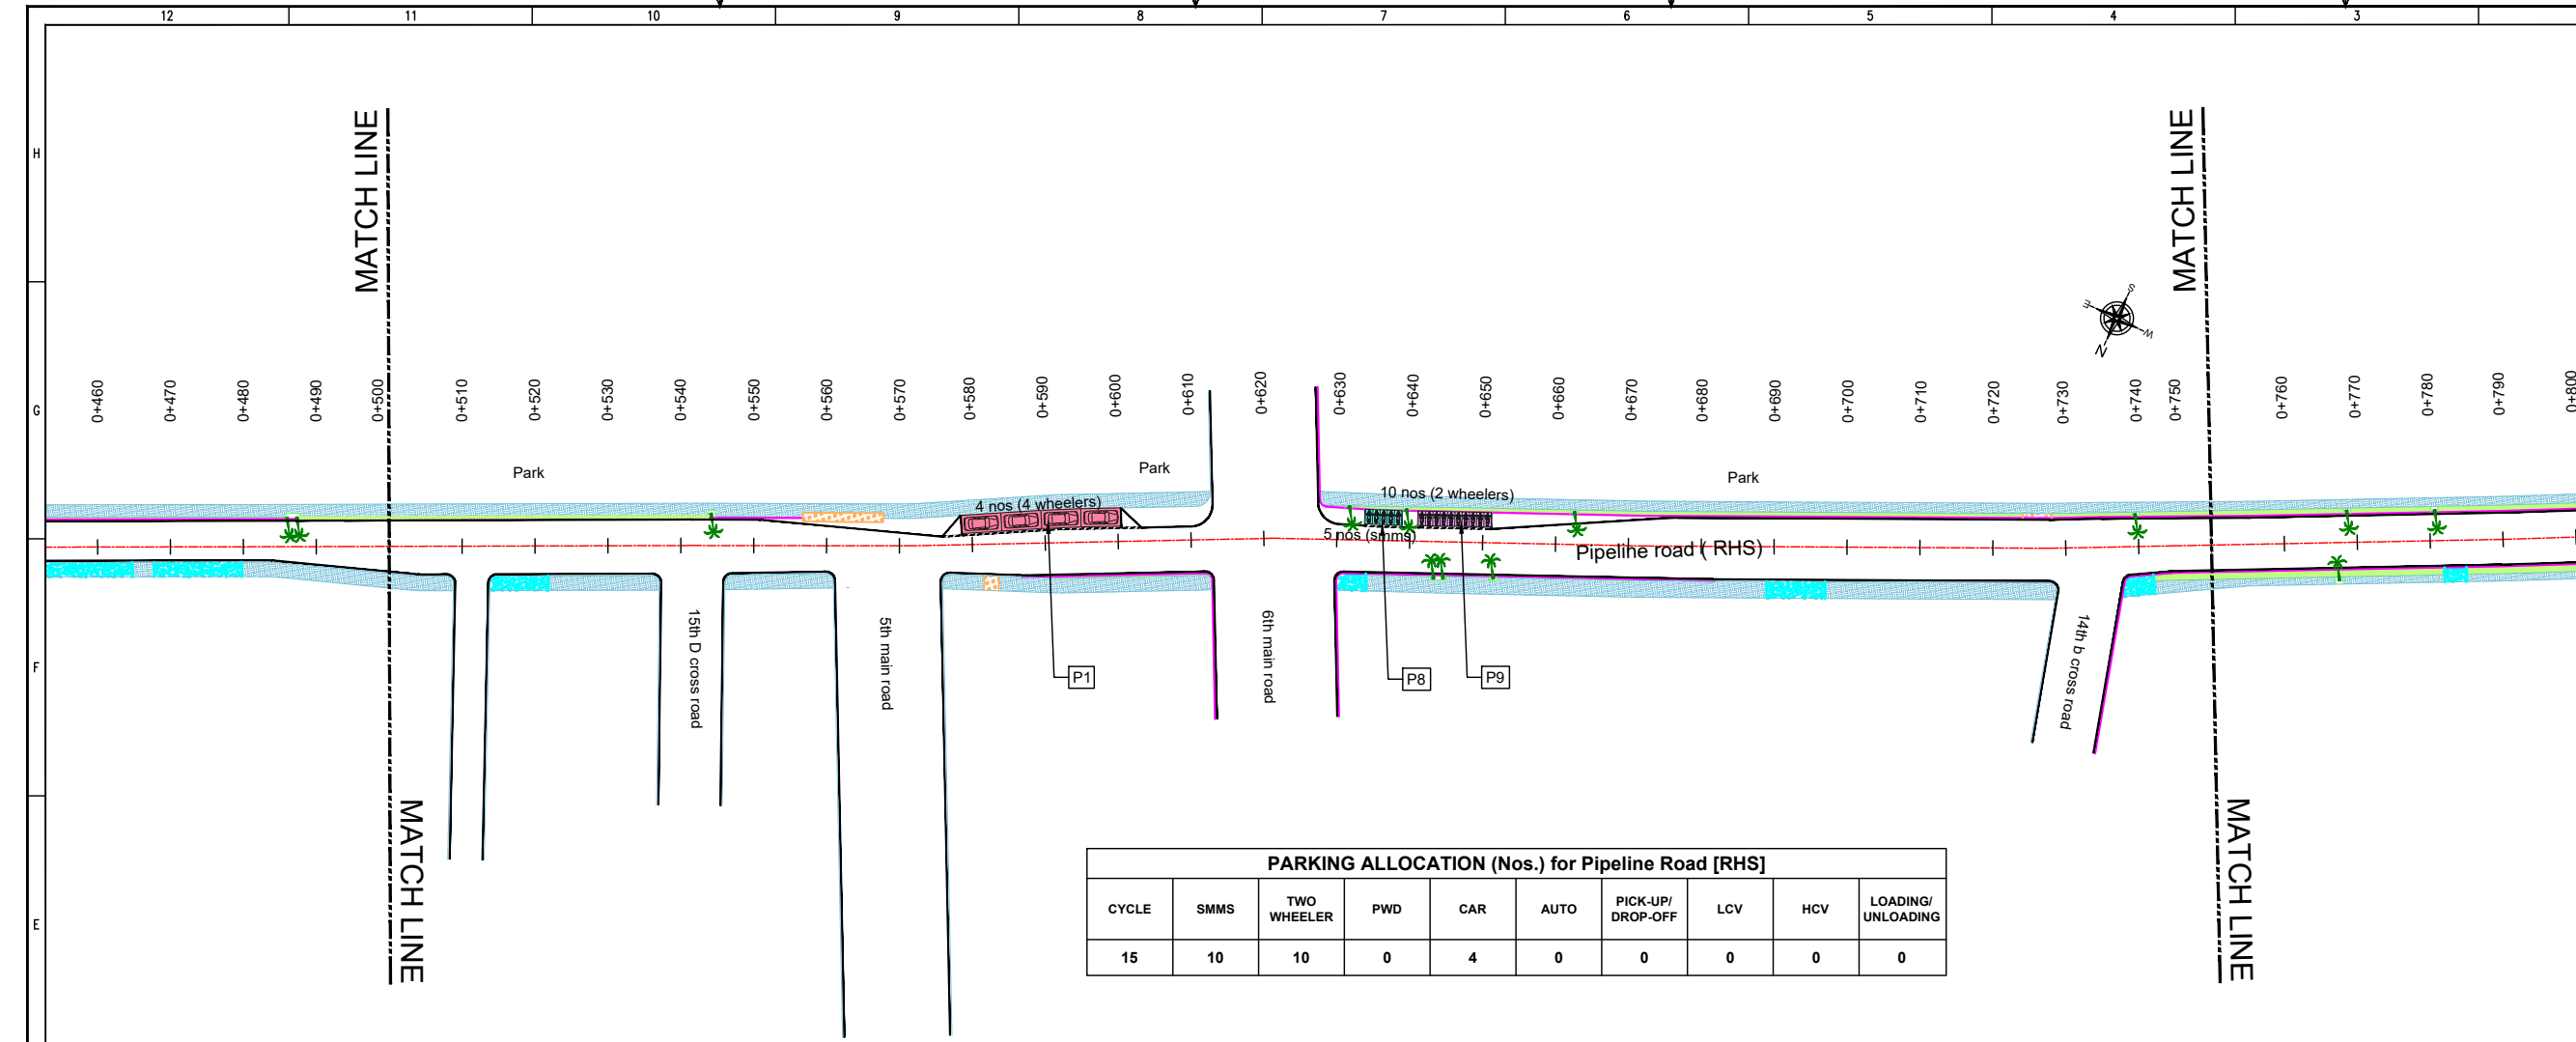 12 11 10 9 8 7 6 5 4 3
H
MATCH LINE
MATCH LINE
S
E
W
N
G
0+460 0+470 0+480 0+490 0+500 0+510 0+520 0+530 0+540 0+550 0+560 0+570 0+580 0+590 0+600 0+610 0+620 0+630 0+640 0+650 0+660 0+670 0+680 0+690 0+700 0+710 0+720 0+730 0+740 0+750 0+760 0+770 0+780 0+790 0+800
Park
Park
Park
4 nos (4 wheelers)
10 nos (2 wheelers)
5 nos (smms)
Pipeline road ( RHS)
F
15th D cross road
5th main road
6th main road
14th b cross road
P1
P8
P9
MATCH LINE
MATCH LINE
E
PARKING ALLOCATION (Nos.) for Pipeline Road [RHS]
CYCLE SMMS TWO WHEELER PWD CAR AUTO PICK-UP/ DROP-OFF LCV HCV LOADING/ UNLOADING
15 10 10 0 4 0 0 0 0 0